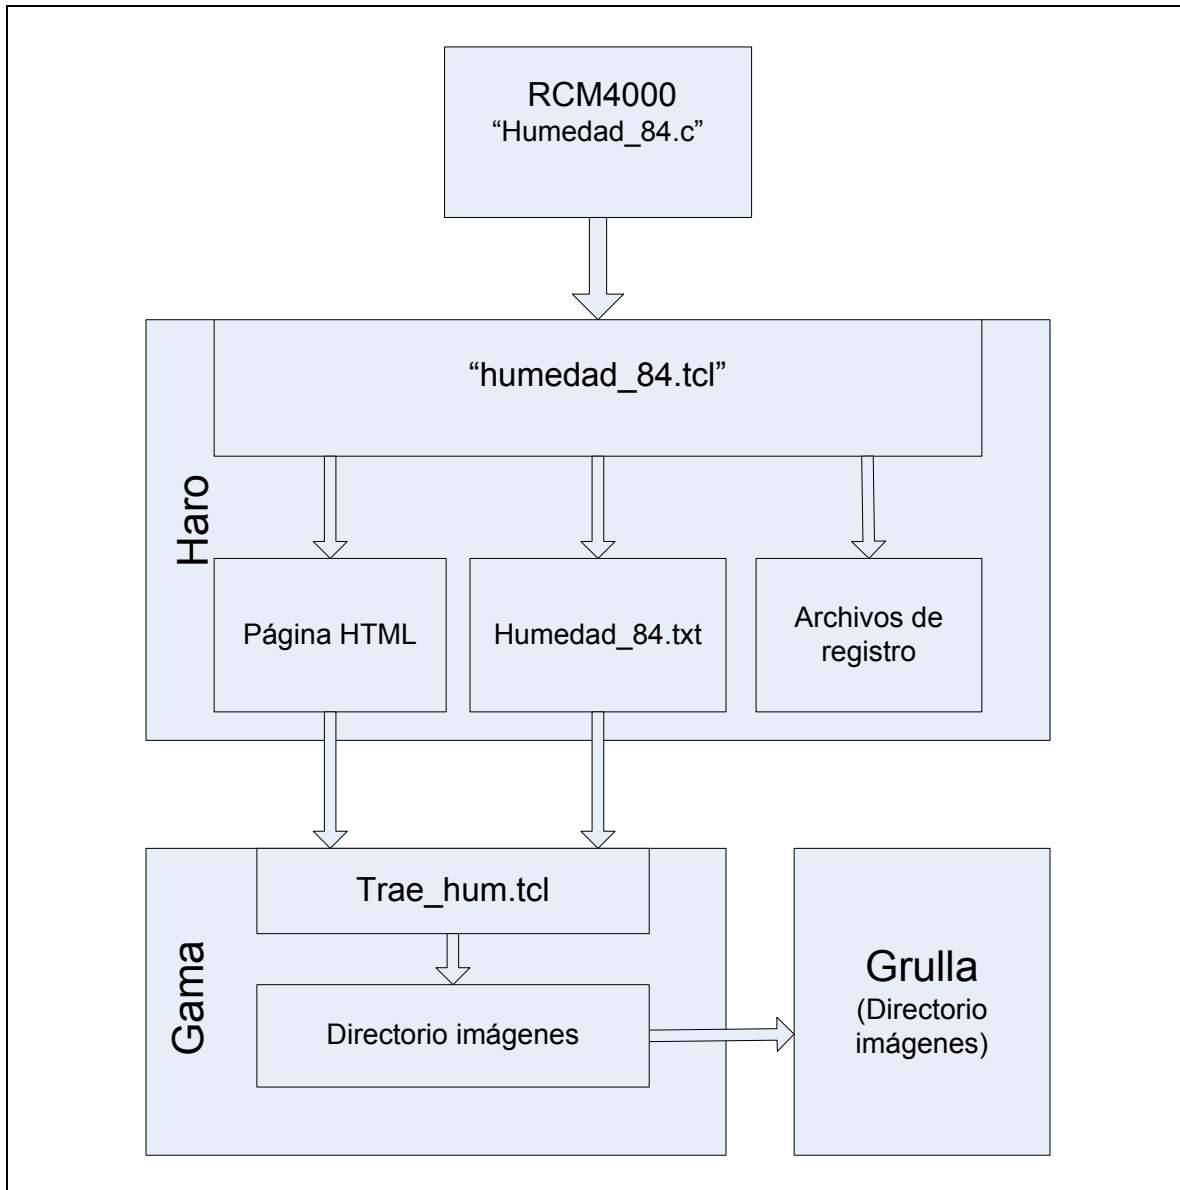 RCM4000
“Humedad_84.c”
Haro
“humedad_84.tcl”
Página HTML
Humedad_84.txt
Archivos de
registro
Gama
Trae_hum.tcl
Directorio imágenes
Grulla
(Directorio
imágenes)